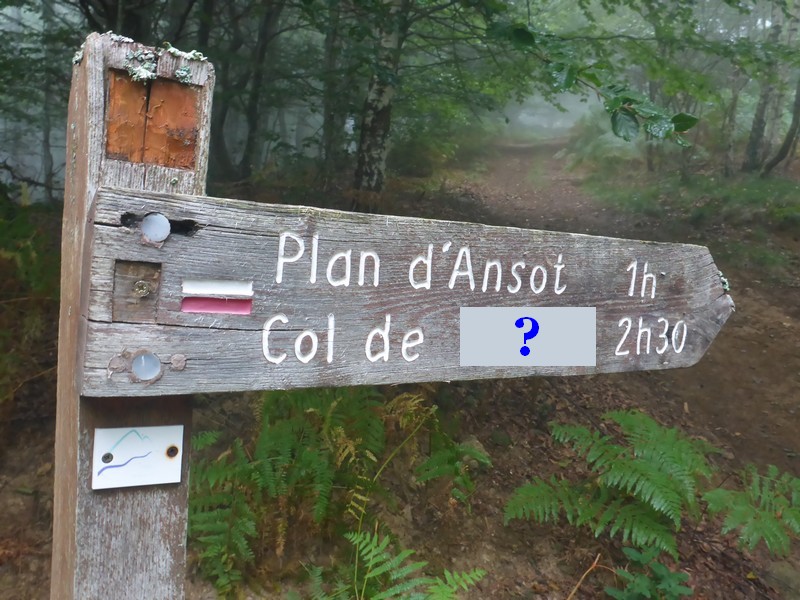 Plan d'Ansot 1h
Col de 2h30